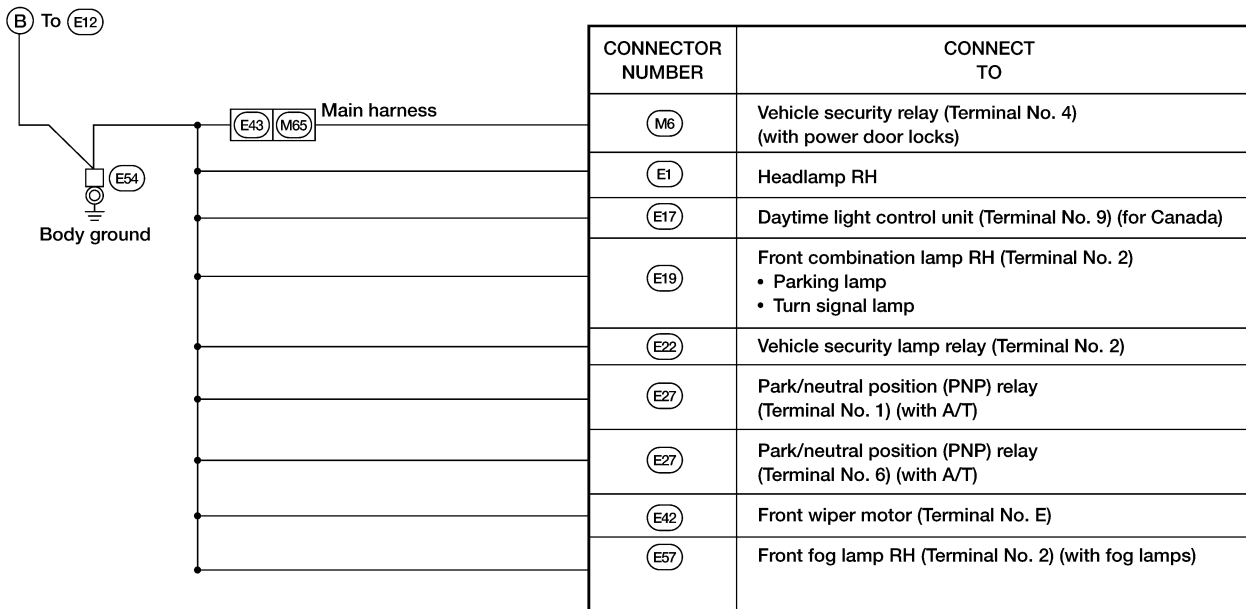 B To E12
E54
Body ground
E43 M65 Main harness
CONNECTOR
NUMBER
CONNECT
TO
M6
Vehicle security relay (Terminal No. 4)
(with power door locks)
E1
Headlamp RH
E17
Daytime light control unit (Terminal No. 9) (for Canada)
E19
Front combination lamp RH (Terminal No. 2)
• Parking lamp
• Turn signal lamp
E22
Vehicle security lamp relay (Terminal No. 2)
E27
Park/neutral position (PNP) relay
(Terminal No. 1) (with A/T)
E27
Park/neutral position (PNP) relay
(Terminal No. 6) (with A/T)
E42
Front wiper motor (Terminal No. E)
E57
Front fog lamp RH (Terminal No. 2) (with fog lamps)